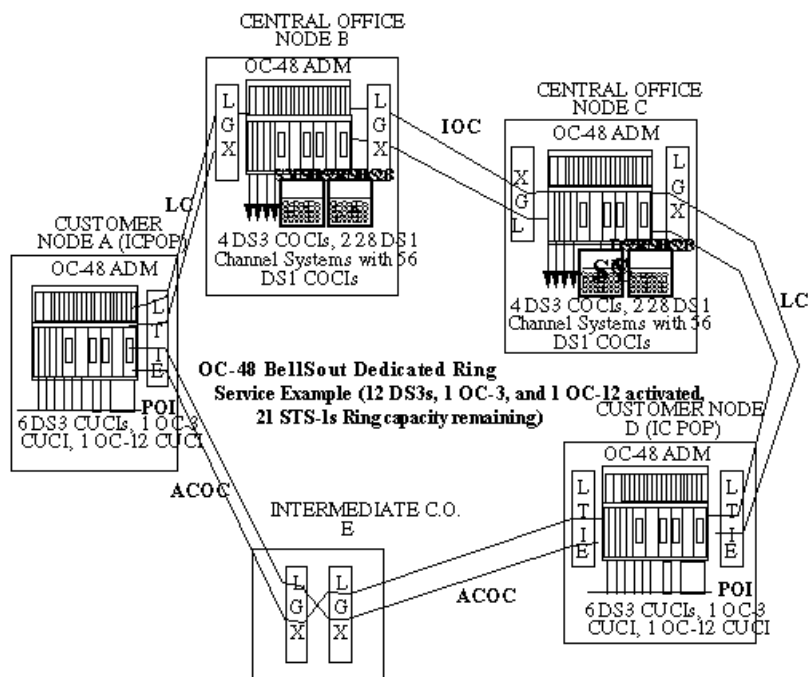 CENTRAL OFFICE
NODE B
OC-48 ADM
L
G
X
L
G
X
4 DS3 COCIs, 2 28 DS1
Channel Systems with 56
DS1 COCIs
IOC
CENTRAL OFFICE
NODE C
OC-48 ADM
X
G
L
L
G
X
4 DS3 COCIs, 2 28 DS1
Channel Systems with 56
DS1 COCIs
LC
LC
CUSTOMER
NODE A (ICPOP)
OC-48 ADM
L
T
I
E
POI
6 DS3 CUCIs, 1 OC-3
CUCI, 1 OC-12 CUCI
OC-48 BellSout Dedicated Ring
Service Example (12 DS3s, 1 OC-3, and 1 OC-12 activated,
21 STS-1s Ring capacity remaining)
CUSTOMER NODE
D (IC POP)
OC-48 ADM
L
T
I
E
L
T
I
E
POI
6 DS3 CUCIs, 1 OC-3
CUCI, 1 OC-12 CUCI
ACOC
INTERMEDIATE C.O.
E
L
G
X
L
G
X
ACOC